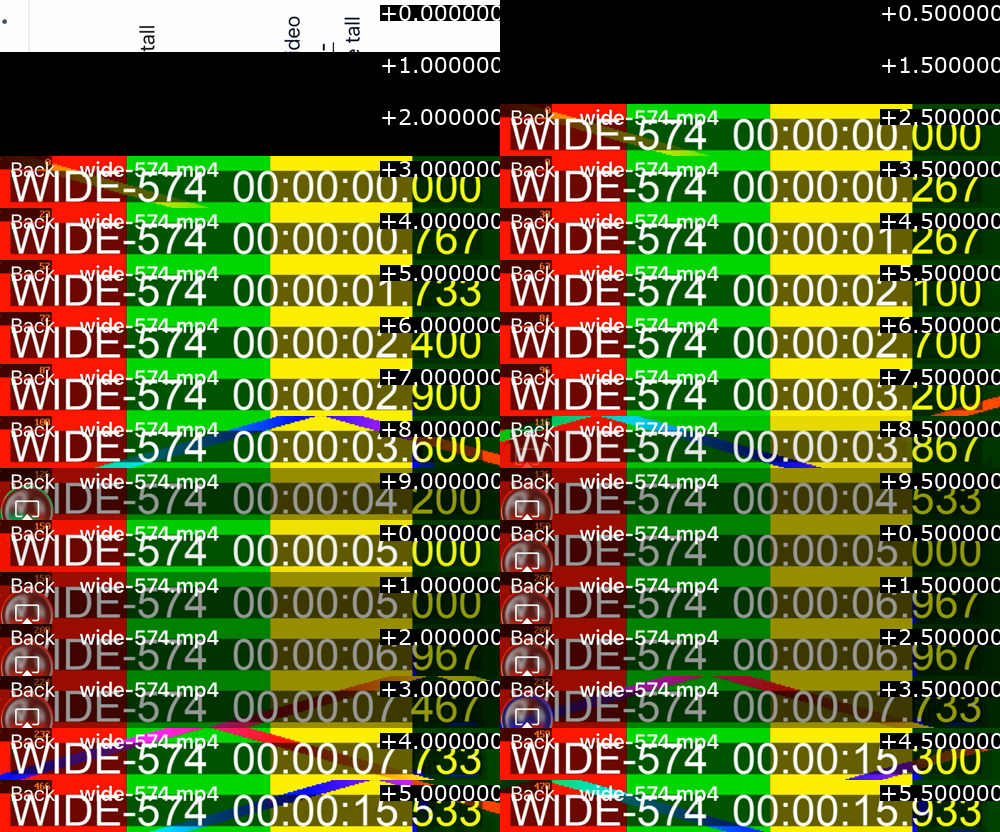 tall
deo
e tall
+0.000000
+0.500000
+1.000000
+1.500000
+2.000000
Back wide-574.mp4 +2.500000
WIDE-574 00:00:00.000
Back wide-574.mp4 +3.000000
WIDE-574 00:00:00.000
Back wide-574.mp4 +3.500000
WIDE-574 00:00:00.267
Back wide-574.mp4 +4.000000
WIDE-574 00:00:00.767
Back wide-574.mp4 +4.500000
WIDE-574 00:00:01.267
Back wide-574.mp4 +5.000000
WIDE-574 00:00:01.733
Back wide-574.mp4 +5.500000
WIDE-574 00:00:02.100
Back wide-574.mp4 +6.000000
WIDE-574 00:00:02.400
Back wide-574.mp4 +6.500000
WIDE-574 00:00:02.700
Back wide-574.mp4 +7.000000
WIDE-574 00:00:02.900
Back wide-574.mp4 +7.500000
WIDE-574 00:00:03.200
Back wide-574.mp4 +8.000000
WIDE-574 00:00:03.600
Back wide-574.mp4 +8.500000
WIDE-574 00:00:03.867
Back wide-574.mp4 +9.000000
IDE-574 00:00:04.200
Back wide-574.mp4 +9.500000
IDE-574 00:00:04.533
Back wide-574.mp4 +0.000000
WIDE-574 00:00:05.000
Back wide-574.mp4 +0.500000
IDE-574 00:00:05.000
Back wide-574.mp4 +1.000000
IDE-574 00:00:05.000
Back wide-574.mp4 +1.500000
IDE-574 00:00:06.967
Back wide-574.mp4 +2.000000
IDE-574 00:00:06.967
Back wide-574.mp4 +2.500000
IDE-574 00:00:06.967
Back wide-574.mp4 +3.000000
IDE-574 00:00:07.467
Back wide-574.mp4 +3.500000
IDE-574 00:00:07.733
Back wide-574.mp4 +4.000000
WIDE-574 00:00:07.733
Back wide-574.mp4 +4.500000
WIDE-574 00:00:15.300
Back wide-574.mp4 +5.000000
WIDE-574 00:00:15.533
Back wide-574.mp4 +5.500000
WIDE-574 00:00:15.933